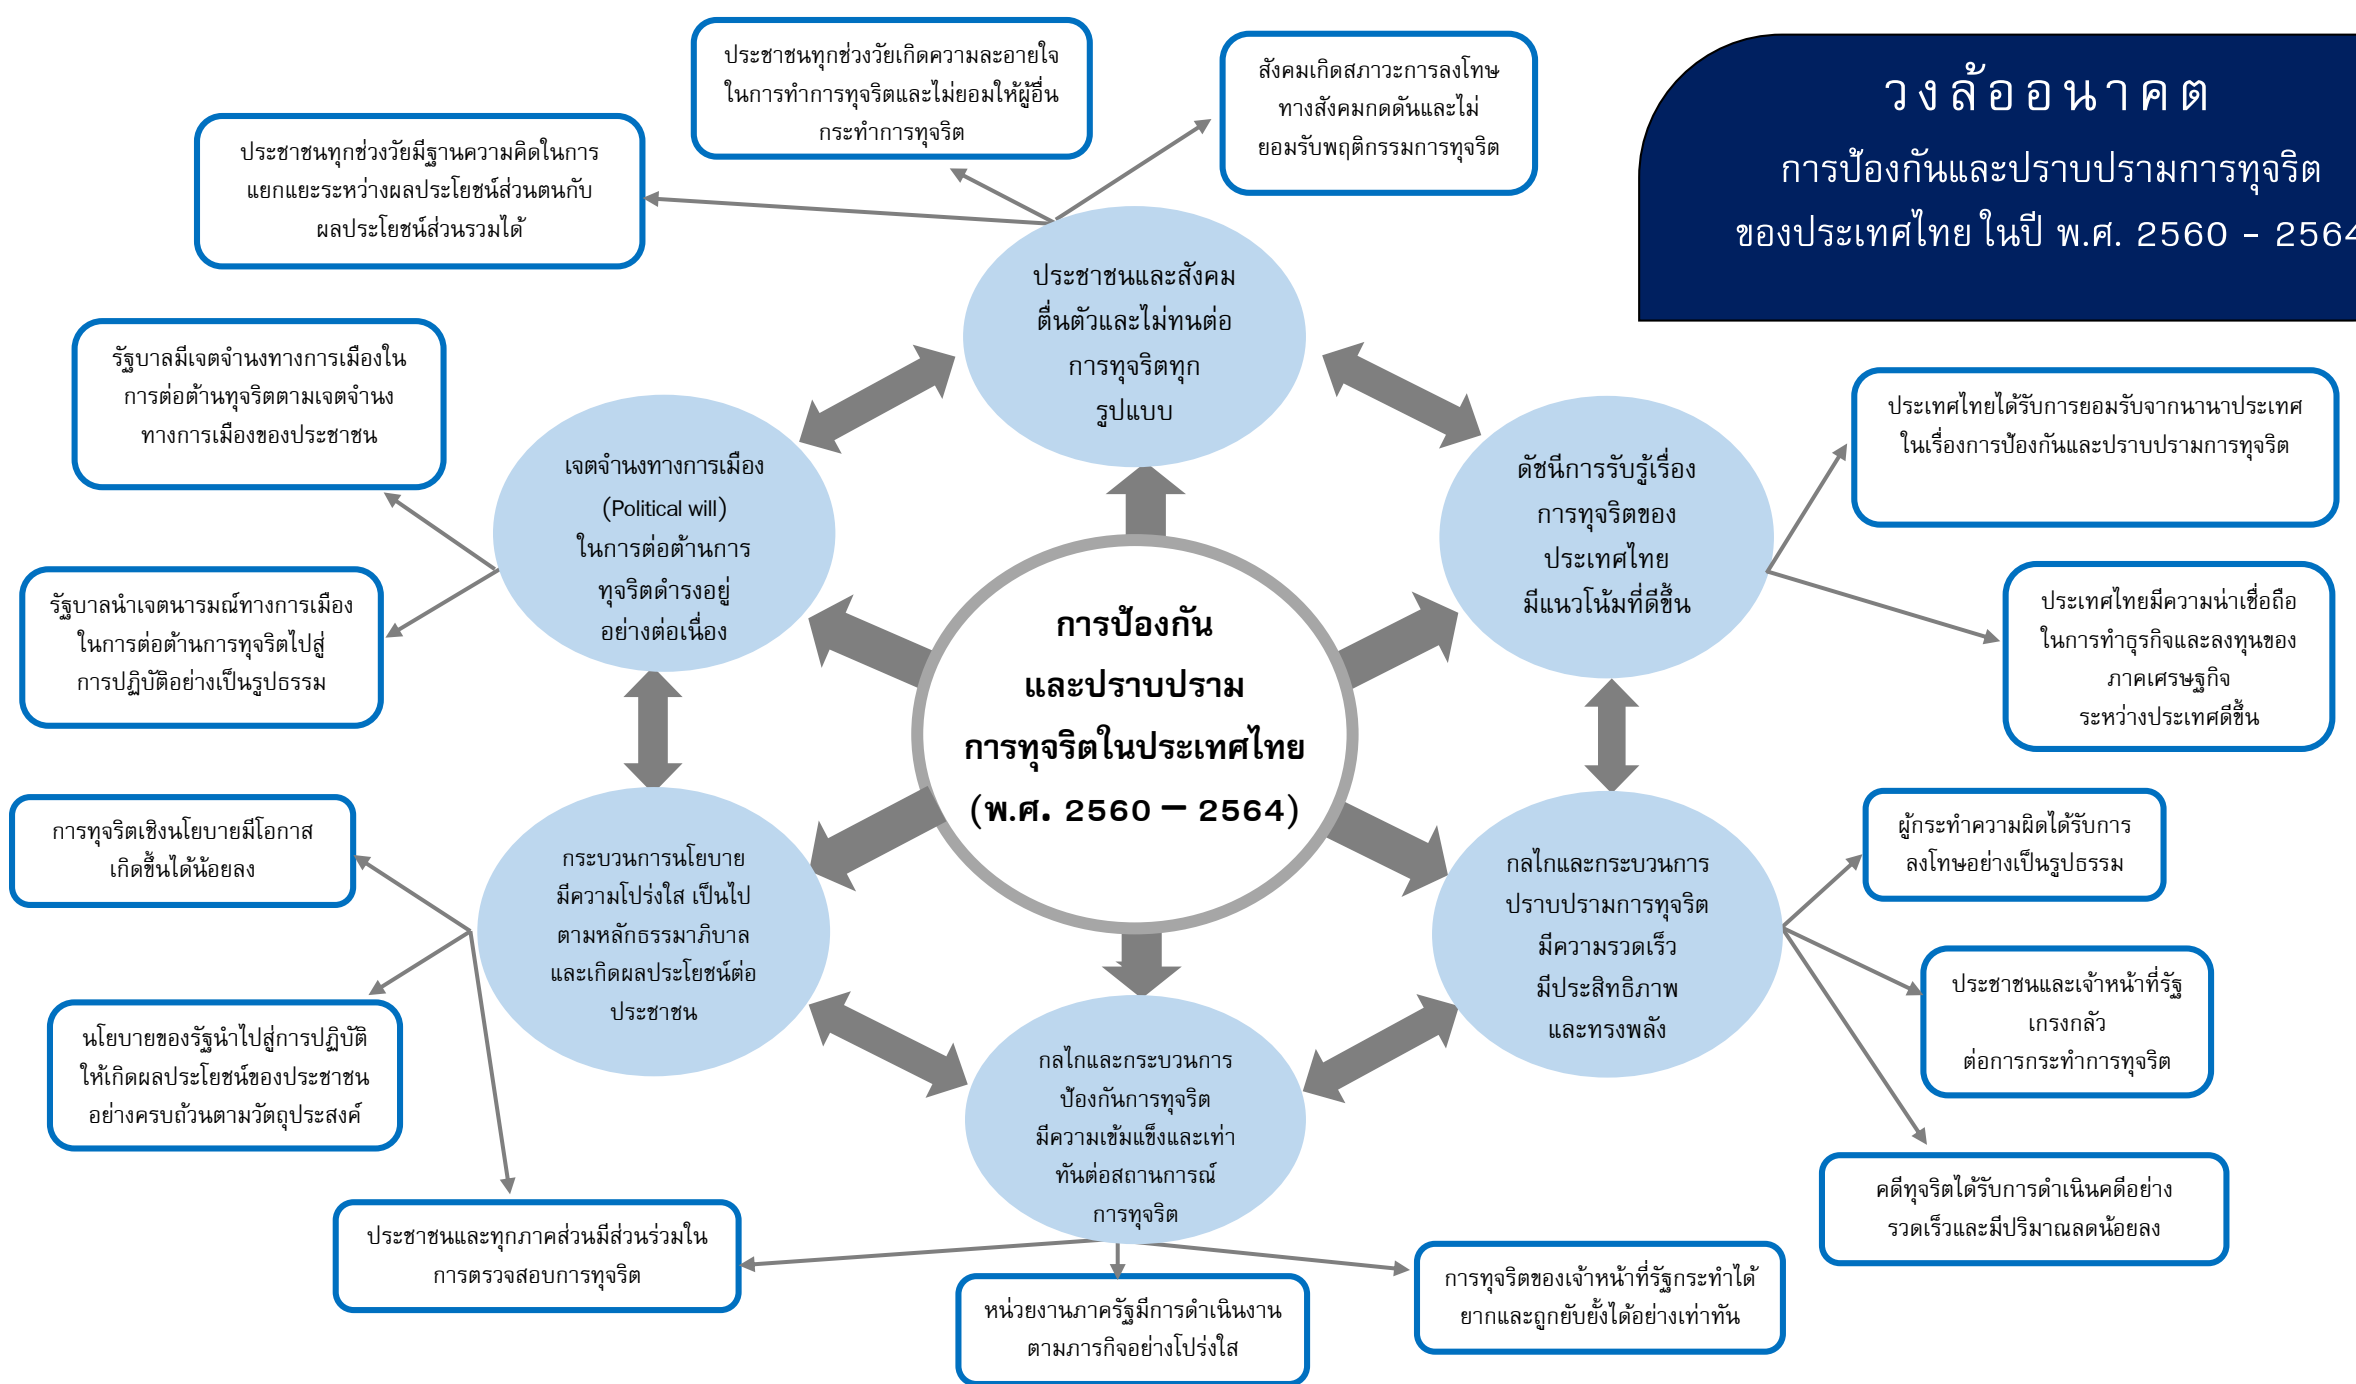 วงล้ออนาคต
การป้องกันและปราบปรามการทุจริต
ของประเทศไทย ในปี พ.ศ. 2560 - 2564
ประชาชนทุกช่วงวัยเกิดความละอายใจ
ในการทำการทุจริตและไม่ยอมให้ผู้อื่น
กระทำการทุจริต
สังคมเกิดสภาวะการลงโทษ
ทางสังคมกดดันและไม่
ยอมรับพฤติกรรมการทุจริต
ประชาชนทุกช่วงวัยมีฐานความคิดในการ
แยกแยะระหว่างผลประโยชน์ส่วนตนกับ
ผลประโยชน์ส่วนรวมได้
ประชาชนและสังคม
ตื่นตัวและไม่ทนต่อ
การทุจริตทุก
รูปแบบ
รัฐบาลมีเจตจำนงทางการเมืองใน
การต่อต้านทุจริตตามเจตจำนง
ทางการเมืองของประชาชน
เจตจำนงทางการเมือง
(Political will)
ในการต่อต้านการ
ทุจริตดำรงอยู่
อย่างต่อเนื่อง
ดัชนีการรับรู้เรื่อง
การทุจริตของ
ประเทศไทย
มีแนวโน้มที่ดีขึ้น
ประเทศไทยได้รับการยอมรับจากนานาประเทศ
ในเรื่องการป้องกันและปราบปรามการทุจริต
รัฐบาลนำเจตนารมณ์ทางการเมือง
ในการต่อต้านการทุจริตไปสู่
การปฏิบัติอย่างเป็นรูปธรรม
การป้องกัน
และปราบปราม
การทุจริตในประเทศไทย
(พ.ศ. 2560 – 2564)
ประเทศไทยมีความน่าเชื่อถือ
ในการทำธุรกิจและลงทุนของ
ภาคเศรษฐกิจ
ระหว่างประเทศดีขึ้น
การทุจริตเชิงนโยบายมีโอกาส
เกิดขึ้นได้น้อยลง
กระบวนการนโยบาย
มีความโปร่งใส เป็นไป
ตามหลักธรรมาภิบาล
และเกิดผลประโยชน์ต่อ
ประชาชน
กลไกและกระบวนการ
ปราบปรามการทุจริต
มีความรวดเร็ว
มีประสิทธิภาพ
และทรงพลัง
ผู้กระทำความผิดได้รับการ
ลงโทษอย่างเป็นรูปธรรม
ประชาชนและเจ้าหน้าที่รัฐ
เกรงกลัว
ต่อการกระทำการทุจริต
นโยบายของรัฐนำไปสู่การปฏิบัติ
ให้เกิดผลประโยชน์ของประชาชน
อย่างครบถ้วนตามวัตถุประสงค์
กลไกและกระบวนการ
ป้องกันการทุจริต
มีความเข้มแข็งและเท่า
ทันต่อสถานการณ์
การทุจริต
คดีทุจริตได้รับการดำเนินคดีอย่าง
รวดเร็วและมีปริมาณลดน้อยลง
ประชาชนและทุกภาคส่วนมีส่วนร่วมใน
การตรวจสอบการทุจริต
หน่วยงานภาครัฐมีการดำเนินงาน
ตามภารกิจอย่างโปร่งใส
การทุจริตของเจ้าหน้าที่รัฐกระทำได้
ยากและถูกยับยั้งได้อย่างเท่าทัน